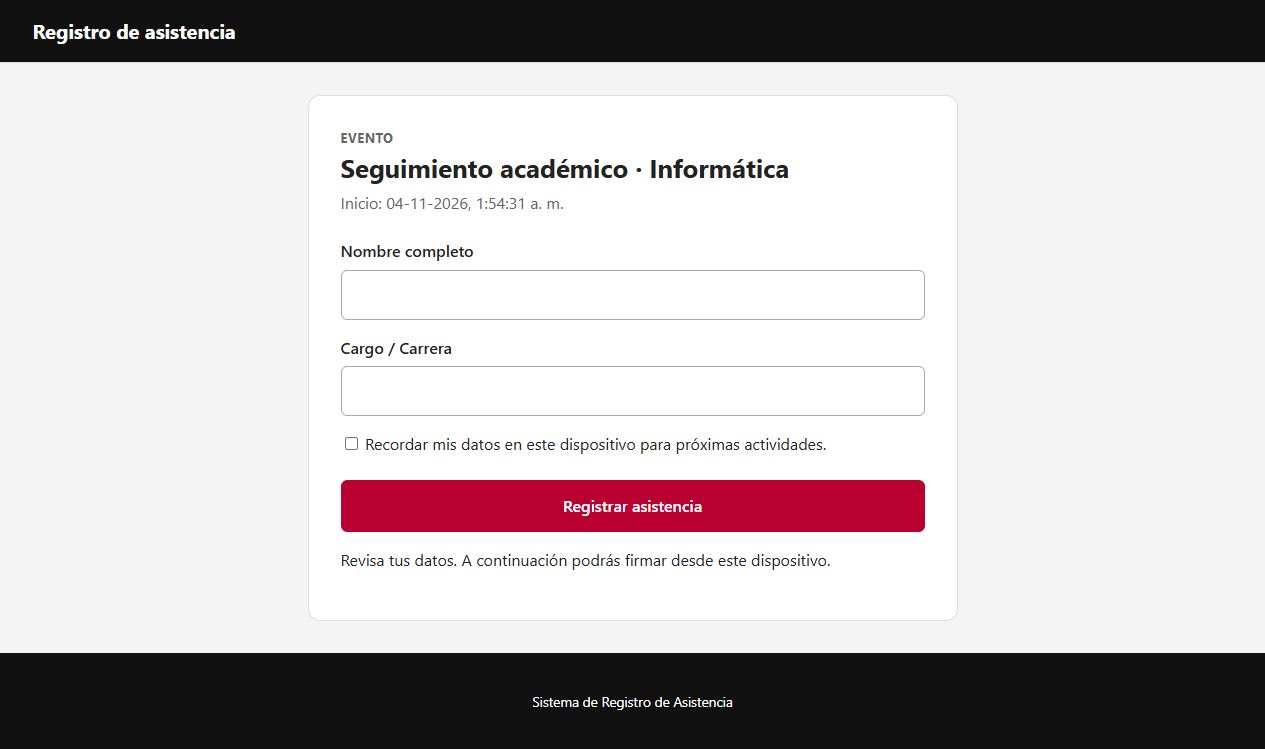 Registro de asistencia
EVENTO
Seguimiento académico · Informática
Inicio: 04-11-2026, 1:54:31 a. m.
Nombre completo
Cargo / Carrera
Recordar mis datos en este dispositivo para próximas actividades.
Registrar asistencia
Revisa tus datos. A continuación podrás firmar desde este dispositivo.
Sistema de Registro de Asistencia